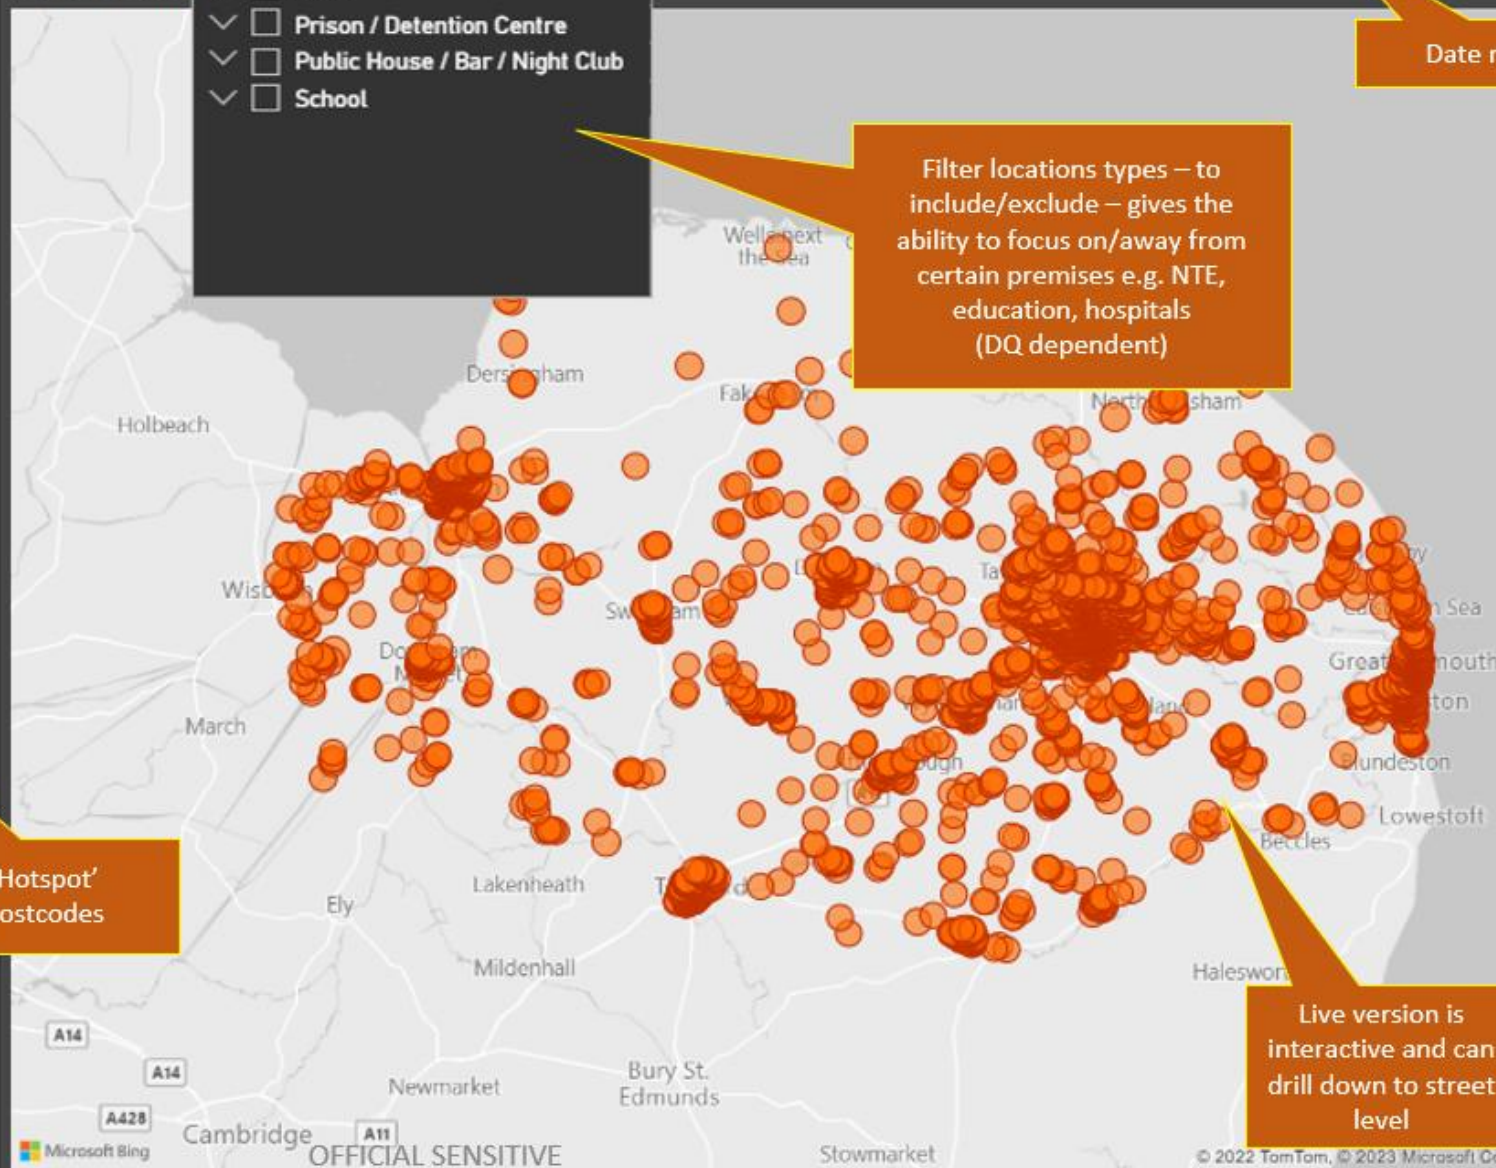 Prison / Detention Centre
Public House / Bar / Night Club
School
Date
Filter locations types – to
include/exclude – gives the
ability to focus on/away from
certain premises e.g. NTE,
education, hospitals
(DQ dependent)
Wells next
the Sea
Dersingham
Holbeach
March
Blundeston
Lowestoft
Beccles
Hotspot’
ostcodes
Lakenheath
Ely
Mildenhall
Haleswor
Live version is
interactive and can
drill down to street
level
A14
A14
Bury St.
Edmunds
Newmarket
A428
Cambridge
A11
Microsoft Bing
OFFICIAL SENSITIVE
Stowmarket
© 2022 TomTom, © 2023 Microsoft Co